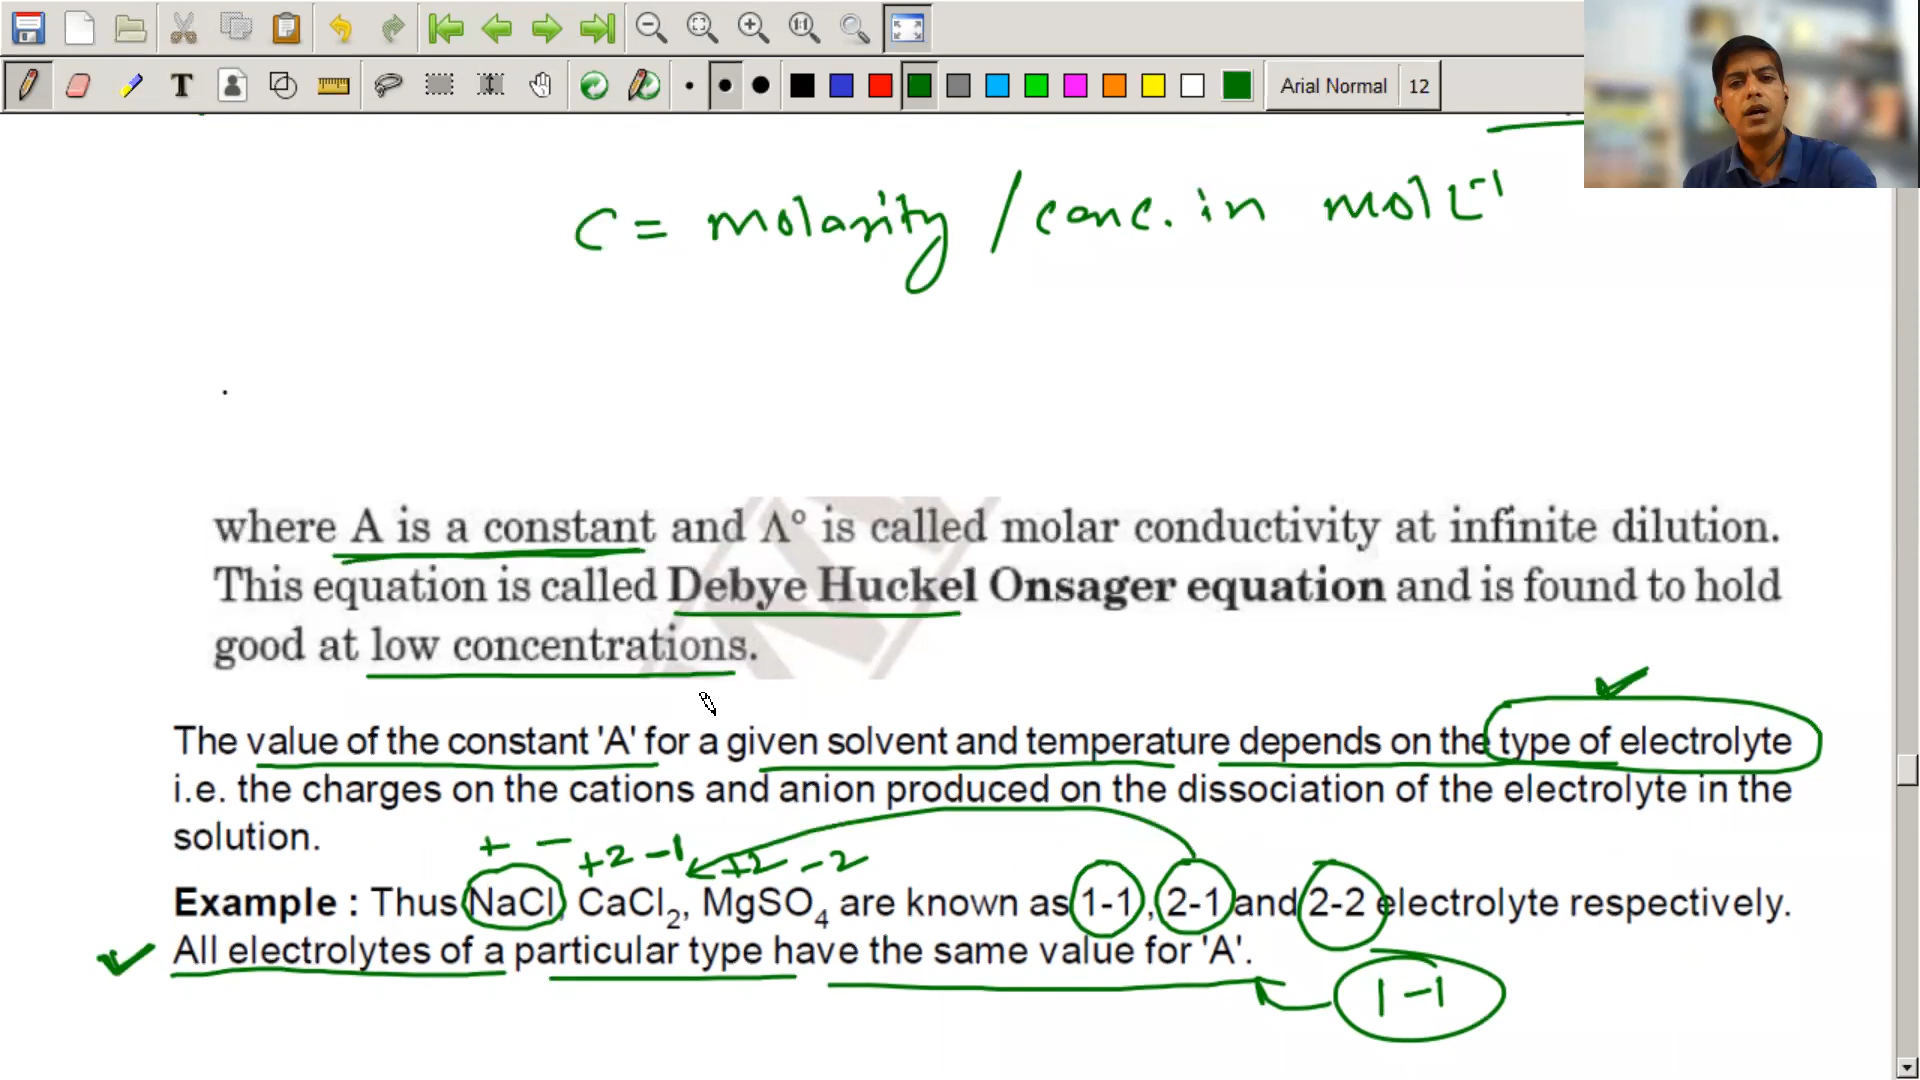 Arial Normal 12
C = molarity / conc. in mol L⁻¹
.
where A is a constant and Λ° is called molar conductivity at infinite dilution.
This equation is called Debye Huckel Onsager equation and is found to hold
good at low concentrations.
The value of the constant 'A' for a given solvent and temperature depends on the type of electrolyte
i.e. the charges on the cations and anion produced on the dissociation of the electrolyte in the
solution.
+ − +2 −1 +2 −2
Example : Thus NaCl, CaCl₂, MgSO₄ are known as 1-1, 2-1 and 2-2 electrolyte respectively.
All electrolytes of a particular type have the same value for 'A'.
1−1